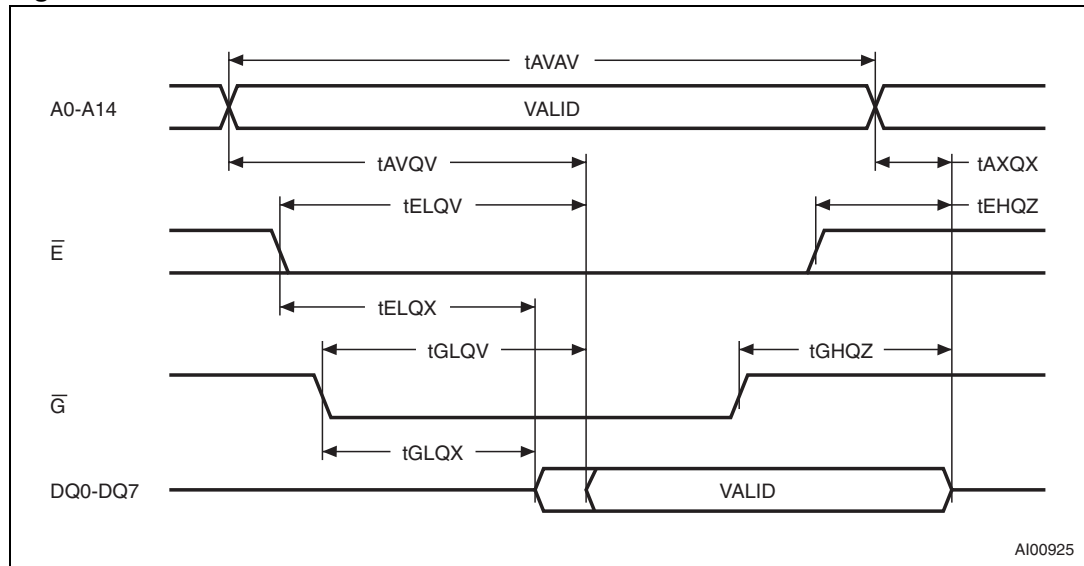 tAVAV
A0-A14 VALID
tAVQV tAXQX
tELQV tEHQZ
E̅
tELQX
tGLQV tGHQZ
G̅
tGLQX
DQ0-DQ7 VALID
AI00925